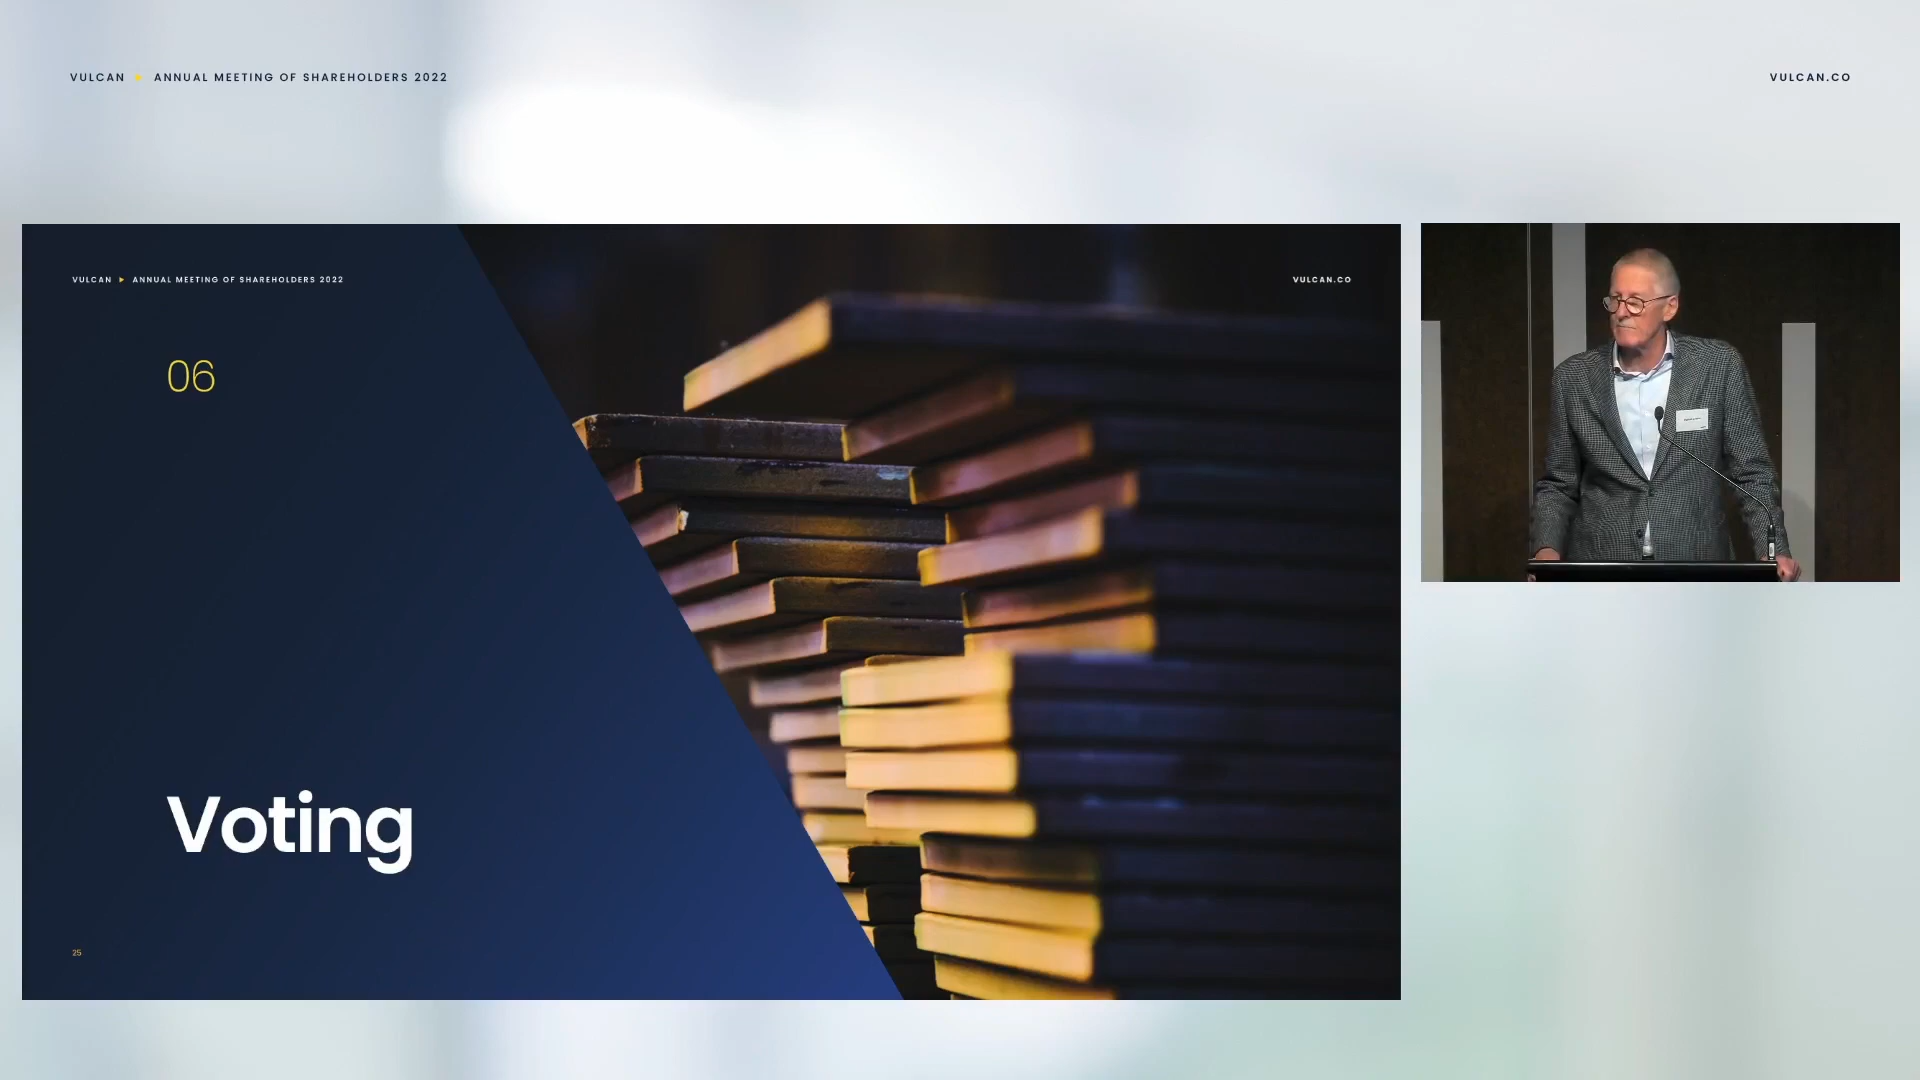 VULCAN ANNUAL MEETING OF SHAREHOLDERS 2022
VULCAN.CO
VULCAN ▶ ANNUAL MEETING OF SHAREHOLDERS 2022
VULCAN.CO
06
Voting
25